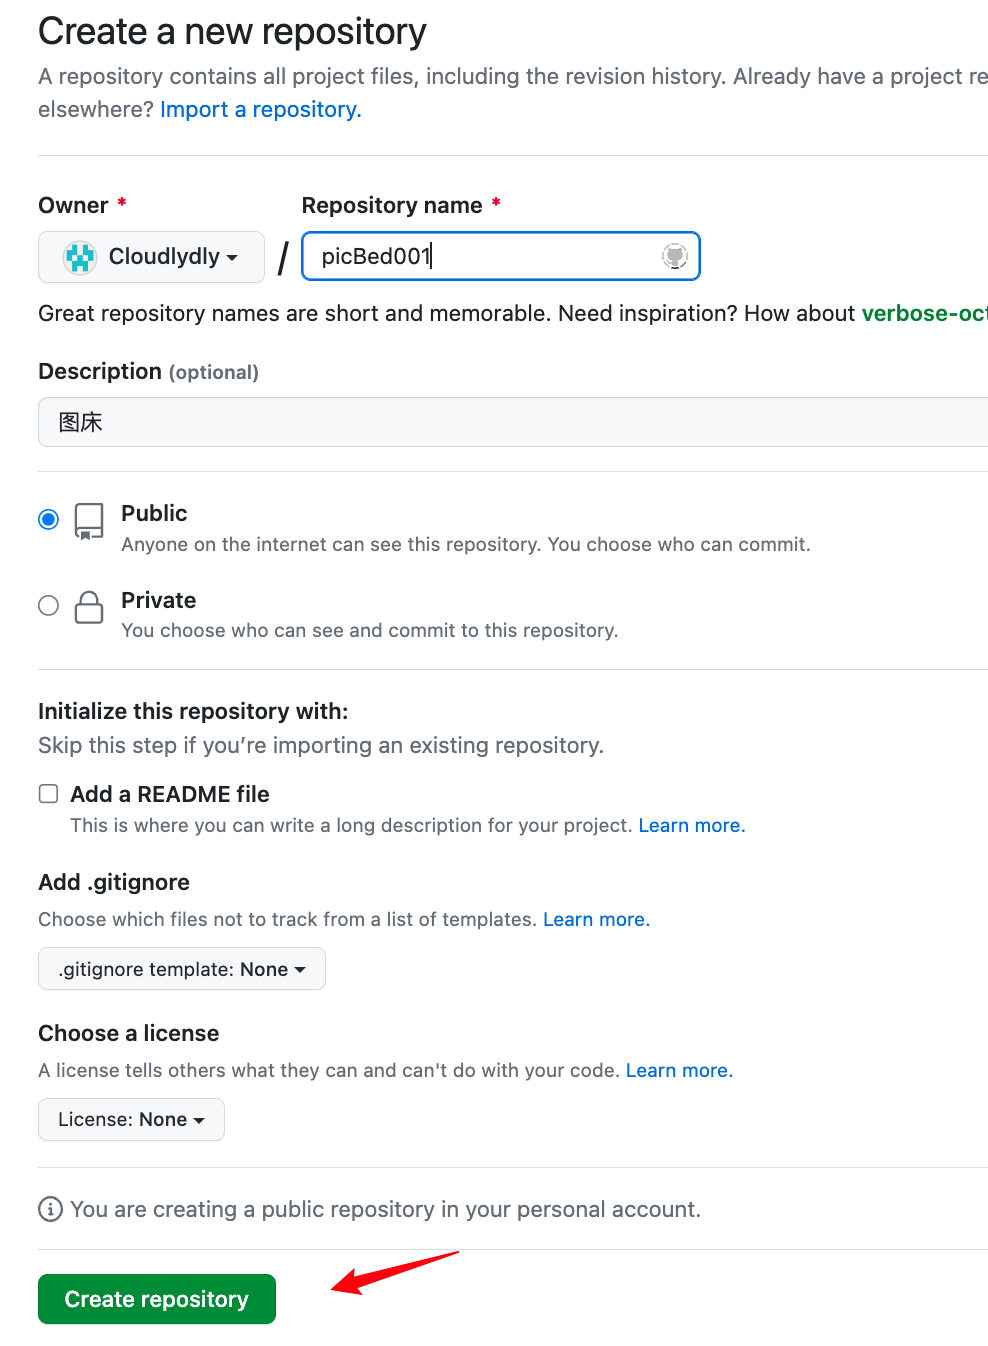 Create a new repository
A repository contains all project files, including the revision history. Already have a project re
elsewhere? Import a repository.
Owner * Repository name *
Cloudlydly / picBed001
Great repository names are short and memorable. Need inspiration? How about verbose-oct
Description (optional)
图床
Public
Anyone on the internet can see this repository. You choose who can commit.
Private
You choose who can see and commit to this repository.
Initialize this repository with:
Skip this step if you’re importing an existing repository.
Add a README file
This is where you can write a long description for your project. Learn more.
Add .gitignore
Choose which files not to track from a list of templates. Learn more.
.gitignore template: None
Choose a license
A license tells others what they can and can't do with your code. Learn more.
License: None
You are creating a public repository in your personal account.
Create repository